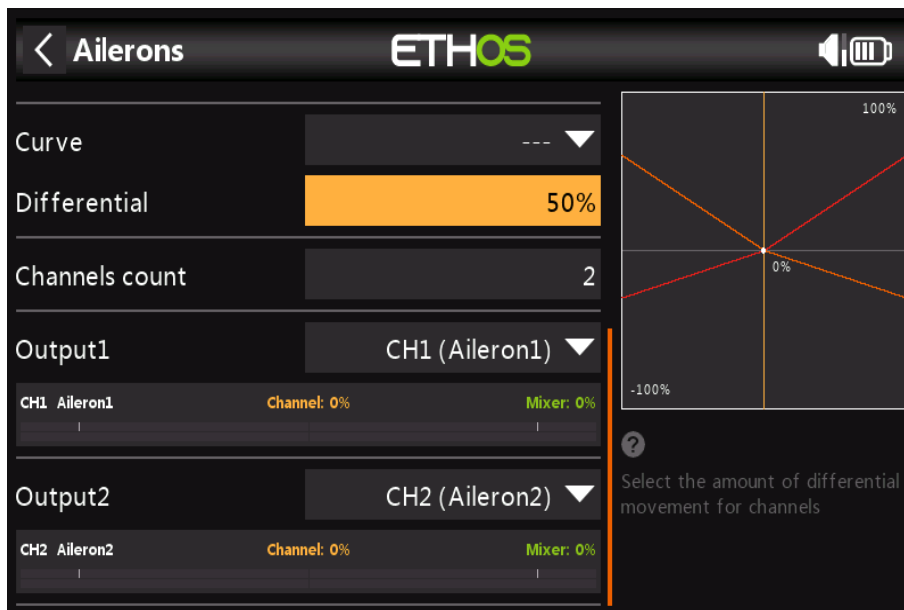 Ailerons
ETHOS
Curve
---
Differential
50%
Channels count
2
Output1
CH1 (Aileron1)
CH1 Aileron1 Channel: 0% Mixer: 0%
Output2
CH2 (Aileron2)
CH2 Aileron2 Channel: 0% Mixer: 0%
100%
0%
-100%
?
Select the amount of differential
movement for channels